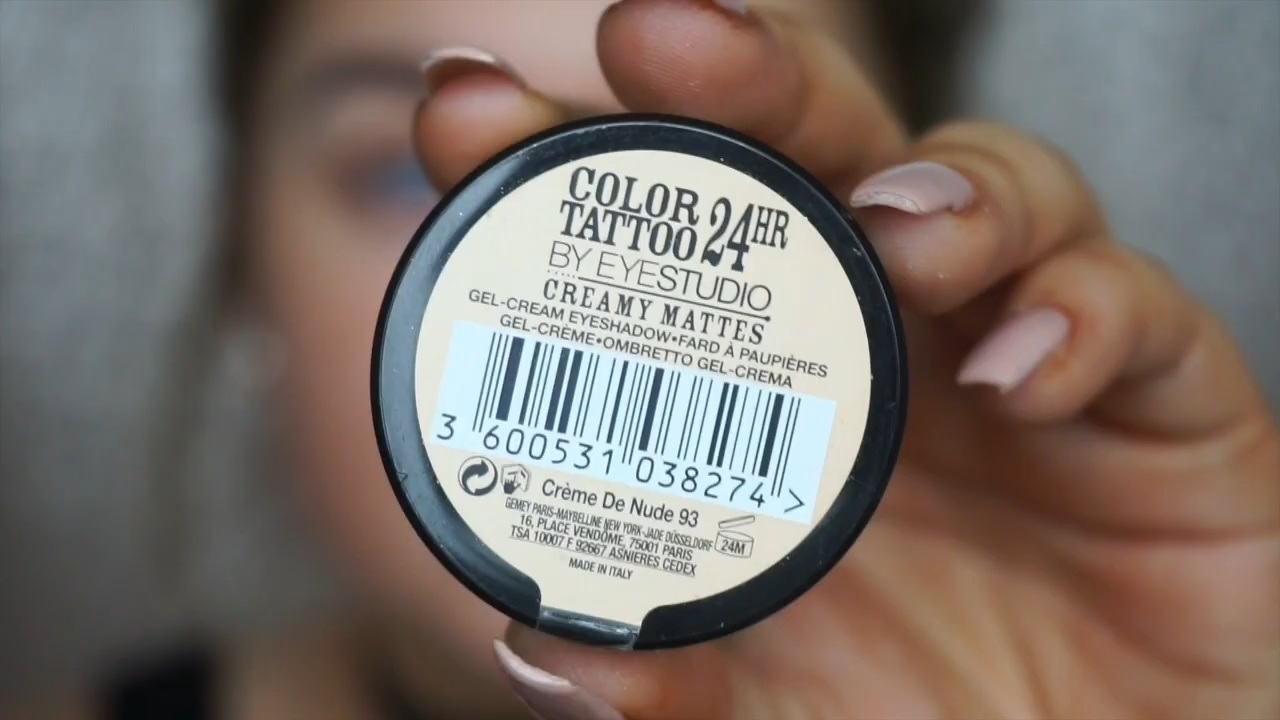 COLOR
TATTOO 24HR
BY EYESTUDIO
CREAMY MATTES
GEL-CREAM EYESHADOW•FARD À PAUPIÈRES
GEL-CRÈME•OMBRETTO GEL-CREMA
3 600531 038274 >
Crème De Nude 93
GEMEY PARIS-MAYBELLINE NEW YORK-JADE DÜSSELDORF
16, PLACE VENDÔME, 75001 PARIS
TSA 10007 F 92667 ASNIERES CEDEX
24M
MADE IN ITALY